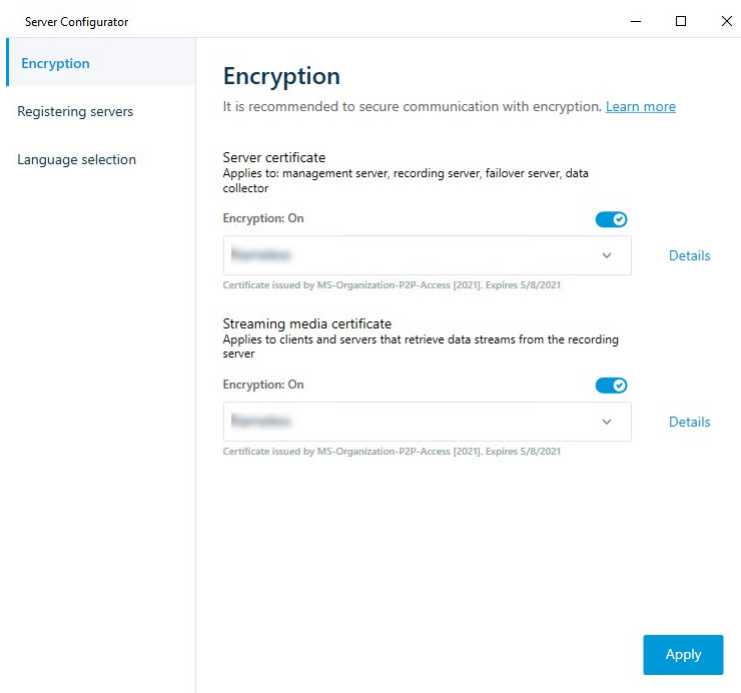 Server Configurator
Encryption
Registering servers
Language selection
Encryption
It is recommended to secure communication with encryption. Learn more
Server certificate
Applies to: management server, recording server, failover server, data
collector
Encryption: On
Details
Certificate issued by MS-Organization-P2P-Access [2021]. Expires 5/8/2021
Streaming media certificate
Applies to clients and servers that retrieve data streams from the recording
server
Encryption: On
Details
Certificate issued by MS-Organization-P2P-Access [2021]. Expires 5/8/2021
Apply